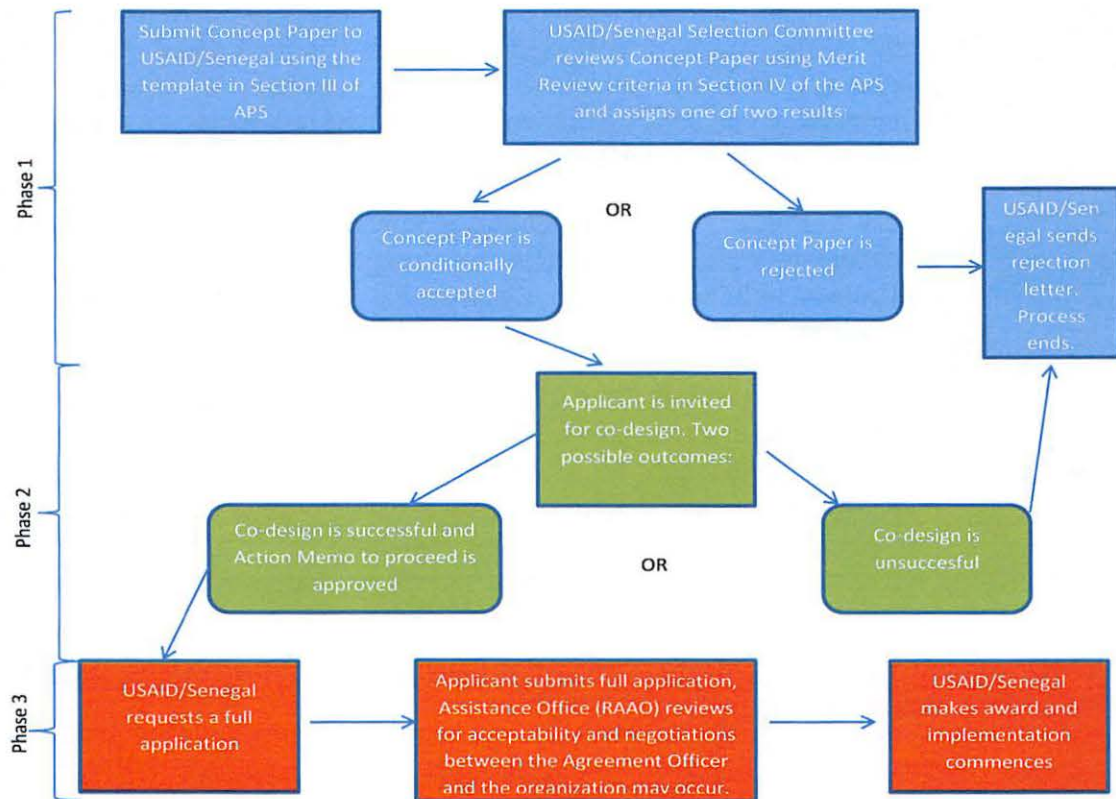 Submit Concept Paper to
USAID/Senegal using the
template in Section III of
APS
USAID/Senegal Selection Committee
reviews Concept Paper using Merit
Review criteria in Section IV of the APS
and assigns one of two results:
Phase 1
OR
Concept Paper is
conditionally
accepted
Concept Paper is
rejected
USAID/Sen
egal sends
rejection
letter.
Process
ends.
Phase 2
Applicant is invited
for co-design. Two
possible outcomes:
Co-design is successful and
Action Memo to proceed is
approved
OR
Co-design is
unsuccesful
Phase 3
USAID/Senegal
requests a full
application
Applicant submits full application,
Assistance Office (RAAO) reviews
for acceptability and negotiations
between the Agreement Officer
and the organization may occur.
USAID/Senegal
makes award and
implementation
commences